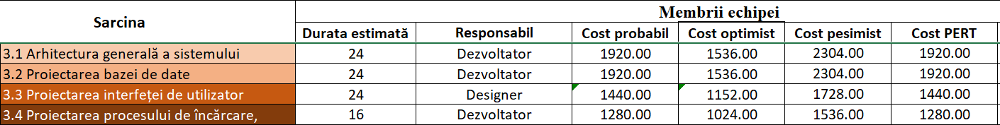 Sarcina Membrii echipei
Durata estimată Responsabil Cost probabil Cost optimist Cost pesimist Cost PERT
3.1 Arhitectura generală a sistemului 24 Dezvoltator 1920.00 1536.00 2304.00 1920.00
3.2 Proiectarea bazei de date 24 Dezvoltator 1920.00 1536.00 2304.00 1920.00
3.3 Proiectarea interfeței de utilizator 24 Designer 1440.00 1152.00 1728.00 1440.00
3.4 Proiectarea procesului de încărcare, 16 Dezvoltator 1280.00 1024.00 1536.00 1280.00